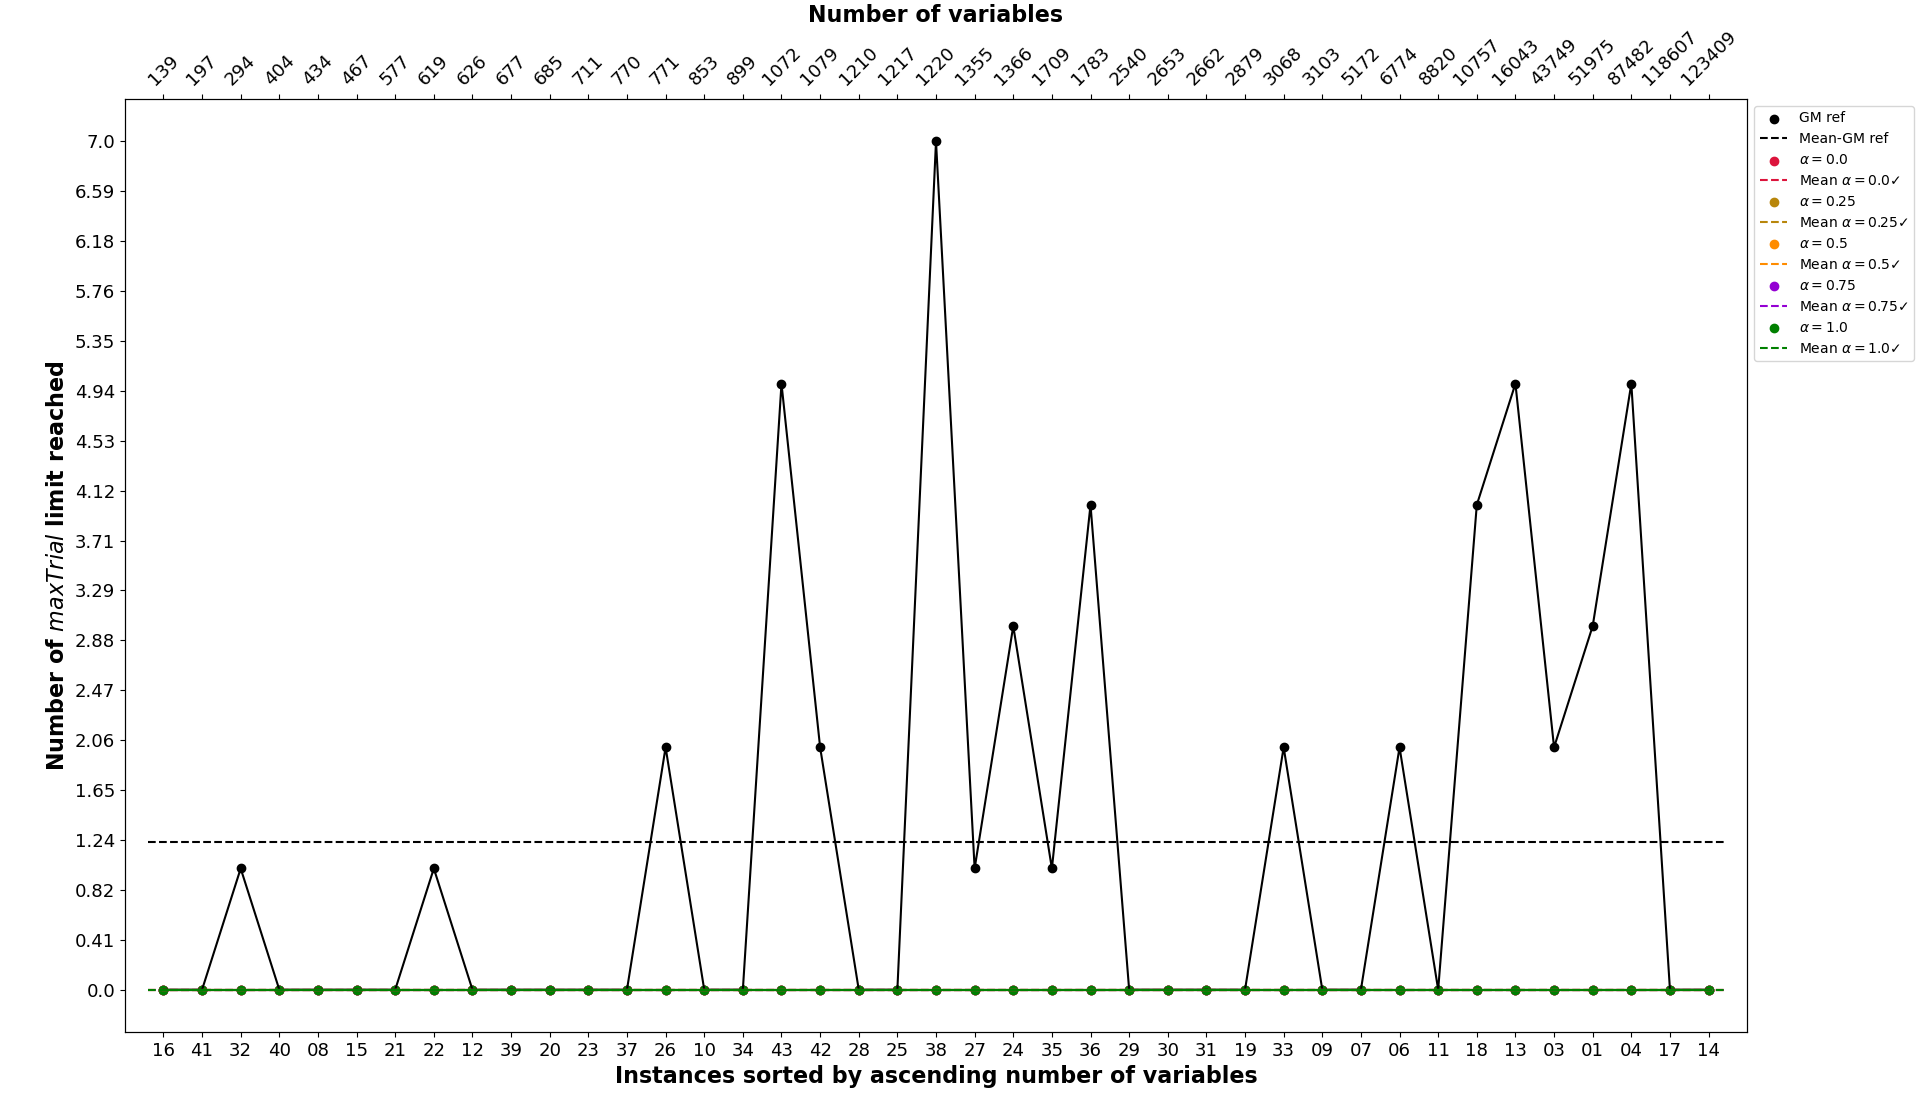 Number of variables
139 197 294 404 434 467 577 619 626 677 685 711 770 771 853 899 1072 1079 1210 1217 1220 1355 1366 1709 1783 2540 2653 2662 2879 3068 3103 5172 6774 8820 10757 16043 43749 51975 87482 118607 123409
7.0
6.59
6.18
5.76
5.35
4.94
4.53
4.12
3.71
3.29
2.88
2.47
2.06
1.65
1.24
0.82
0.41
0.0
Number of maxTrial limit reached
GM ref
Mean-GM ref
α = 0.0
Mean α = 0.0✓
α = 0.25
Mean α = 0.25✓
α = 0.5
Mean α = 0.5✓
α = 0.75
Mean α = 0.75✓
α = 1.0
Mean α = 1.0✓
16 41 32 40 08 15 21 22 12 39 20 23 37 26 10 34 43 42 28 25 38 27 24 35 36 29 30 31 19 33 09 07 06 11 18 13 03 01 04 17 14
Instances sorted by ascending number of variables